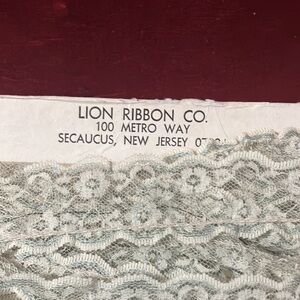 LION RIBBON CO.
100 METRO WAY
SECAUCUS, NEW JERSEY